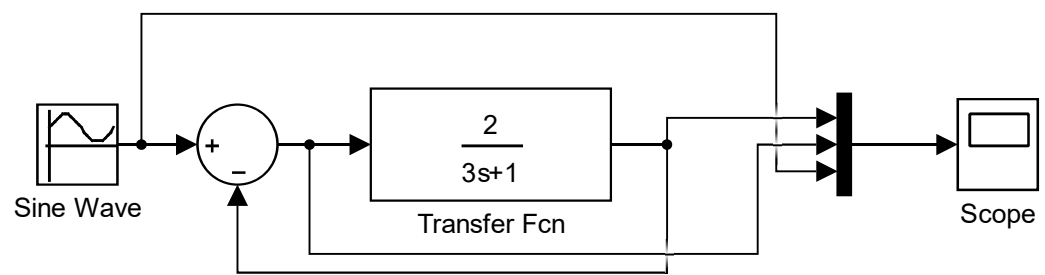 +
−
2
3s+1
Sine Wave
Transfer Fcn
Scope